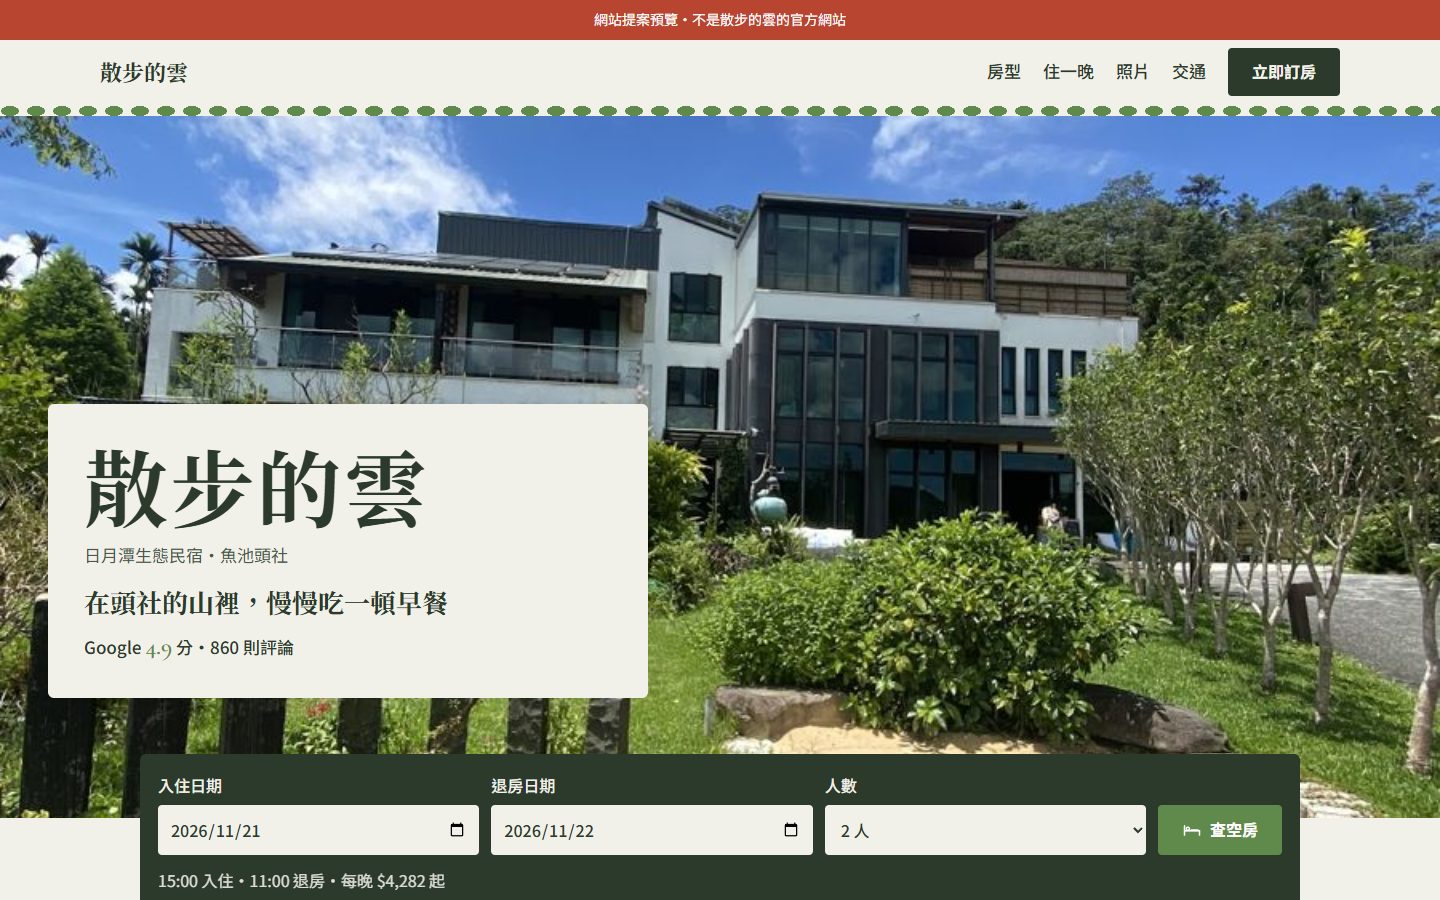 網站提案預覽・不是散步的雲的官方網站
散步的雲
房型 住一晚 照片 交通 立即訂房
散步的雲
日月潭生態民宿・魚池頭社
在頭社的山裡，慢慢吃一頓早餐
Google 4.9 分・860 則評論
入住日期 退房日期 人數
2026/11/21 2026/11/22 2 人 查空房
15:00 入住・11:00 退房・每晚 $4,282 起